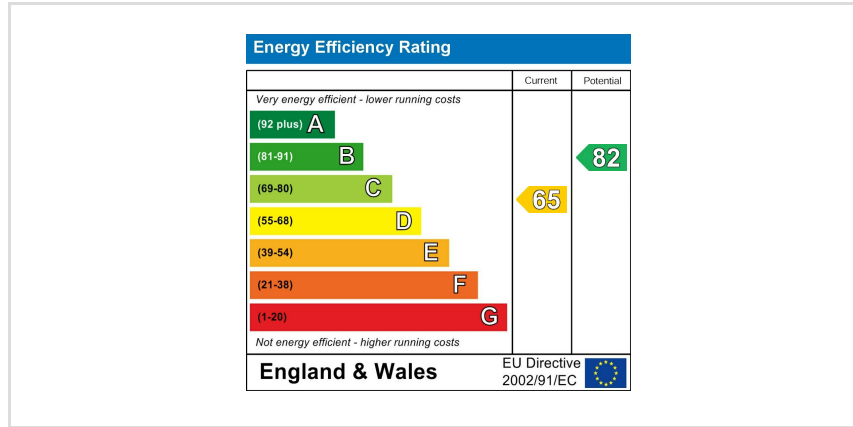 Energy Efficiency Rating
Current Potential
Very energy efficient - lower running costs
(92 plus) A
(81-91) B
82
(69-80) C
65
(55-68) D
(39-54) E
(21-38) F
(1-20) G
Not energy efficient - higher running costs
England & Wales
EU Directive
2002/91/EC